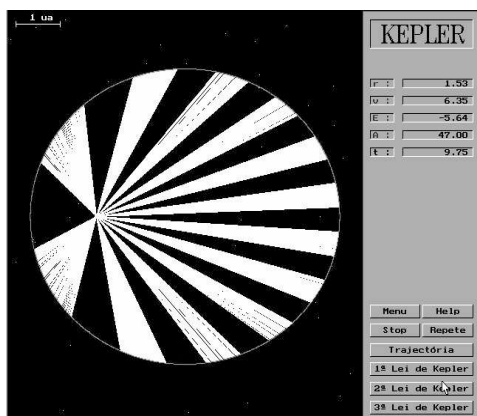 1 ua
KEPLER
r : 1.53
v : 6.35
E : -5.64
A : 47.00
t : 9.75
Menu Help
Stop Repete
Trajectória
1ª Lei de Kepler
2ª Lei de Kepler
3ª Lei de Kepler